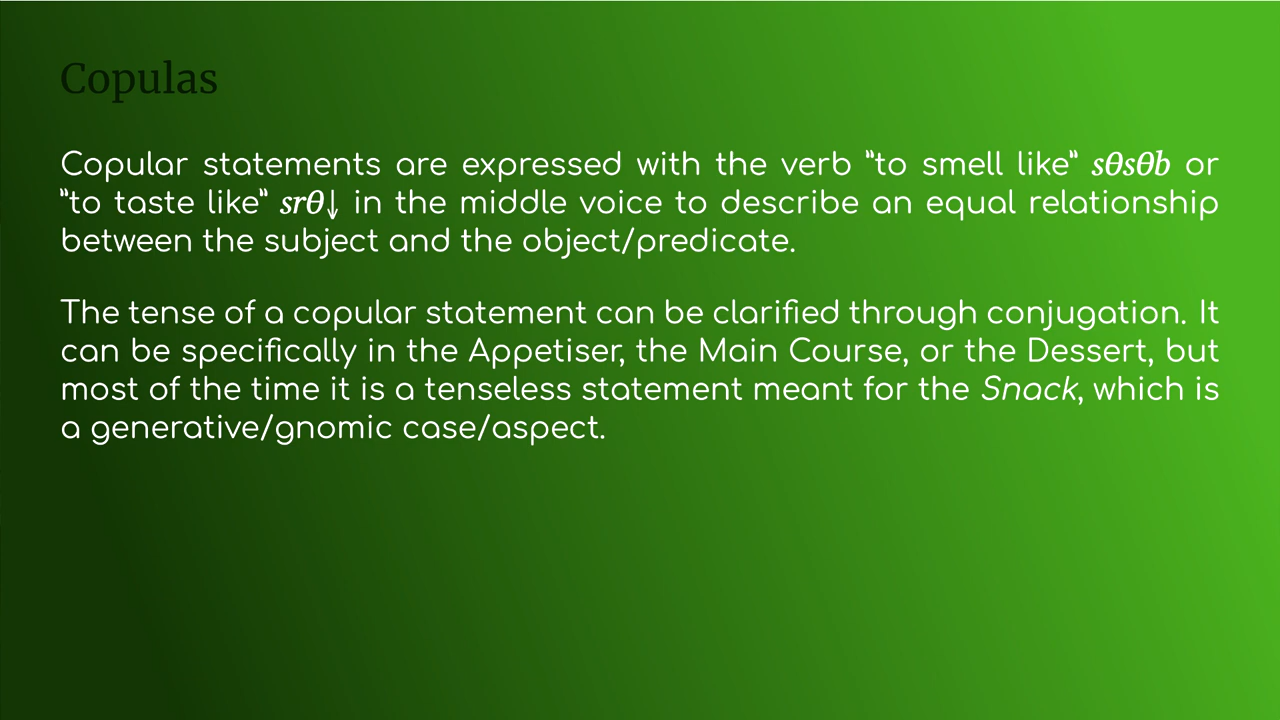 Copulas
Copular statements are expressed with the verb "to smell like" sθsθb or
"to taste like" srθ↓ in the middle voice to describe an equal relationship
between the subject and the object/predicate.
The tense of a copular statement can be clarified through conjugation. It
can be specifically in the Appetiser, the Main Course, or the Dessert, but
most of the time it is a tenseless statement meant for the Snack, which is
a generative/gnomic case/aspect.